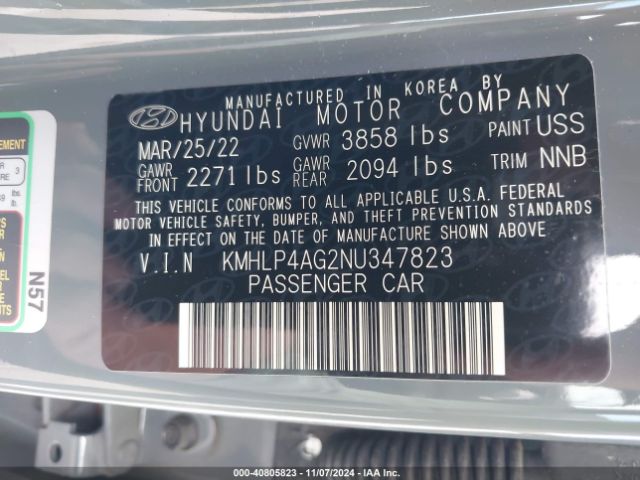 MANUFACTURED IN KOREA BY
HYUNDAI MOTOR COMPANY
MAR/25/22 GVWR 3858 lbs PAINT USS
GAWR FRONT 2271 lbs GAWR REAR 2094 lbs TRIM NNB
THIS VEHICLE CONFORMS TO ALL APPLICABLE U.S.A. FEDERAL
MOTOR VEHICLE SAFETY, BUMPER, AND THEFT PREVENTION STANDARDS
IN EFFECT ON THE DATE OF MANUFACTURE SHOWN ABOVE
V.I.N KMHLP4AG2NU347823
PASSENGER CAR
N57
000-40805823 - 11/07/2024 - IAA Inc.